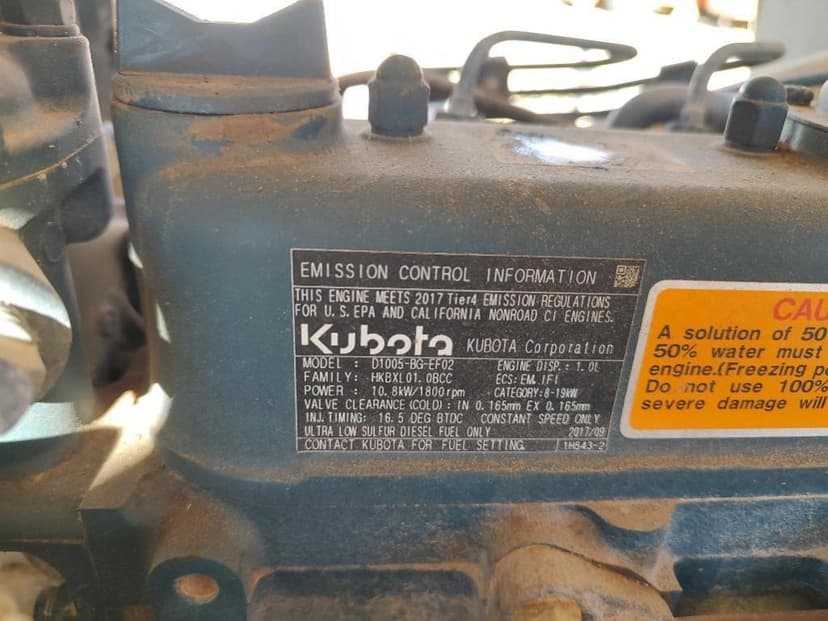 EMISSION CONTROL INFORMATION
THIS ENGINE MEETS 2017 Tier4 EMISSION REGULATIONS
FOR U.S. EPA AND CALIFORNIA NONROAD CI ENGINES.
Kubota KUBOTA Corporation
MODEL : D1005-BG-EF02 ENGINE DISP.: 1.0L
FAMILY: HKBXL01.0BCC ECS: EM,IFI
POWER : 10.8kW/1800rpm CATEGORY:8-19kW
VALVE CLEARANCE (COLD) : IN 0.165mm EX 0.165mm
INJ.TIMING: 16.5 DEG BTDC CONSTANT SPEED ONLY
ULTRA LOW SULFUR DIESEL FUEL ONLY 2017/09
CONTACT KUBOTA FOR FUEL SETTING. 1H543-2
CAU
A solution of 50
50% water must
engine.(Freezing po
Do not use 100%
severe damage will